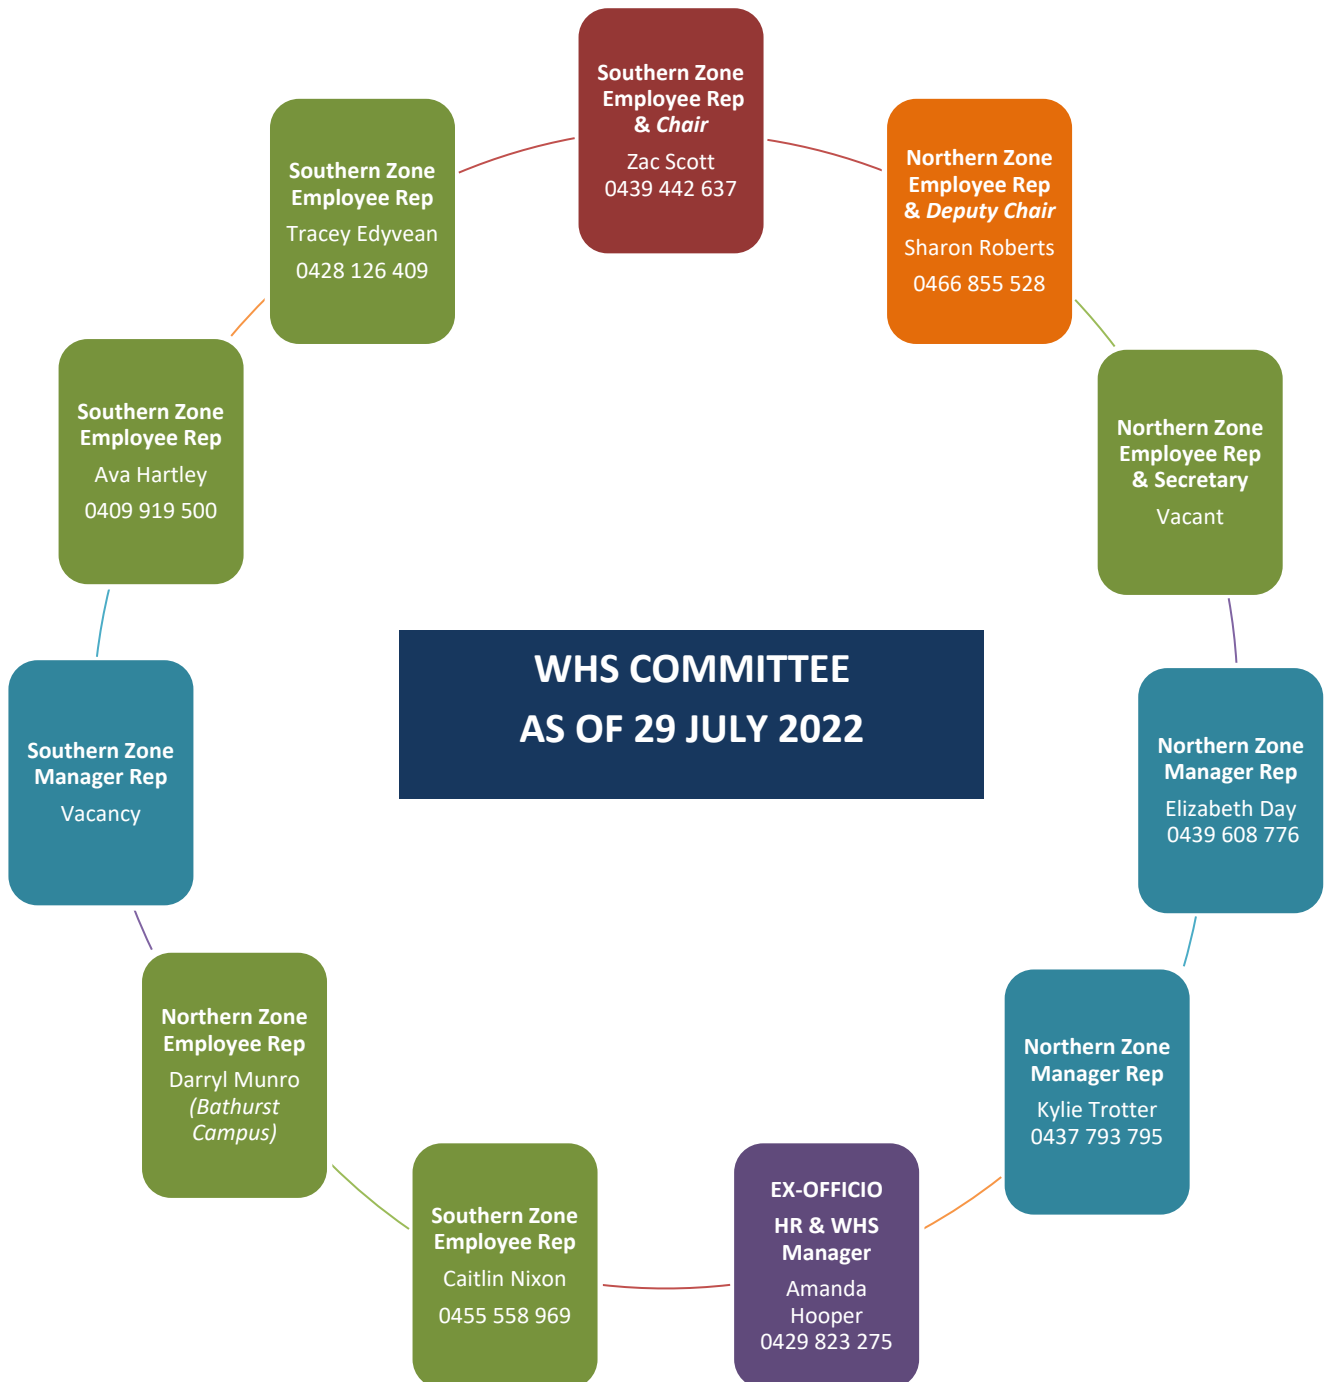 Southern Zone
Employee Rep
& Chair
Zac Scott
0439 442 637
Northern Zone
Employee Rep
& Deputy Chair
Sharon Roberts
0466 855 528
Northern Zone
Employee Rep
& Secretary
Vacant
Northern Zone
Manager Rep
Elizabeth Day
0439 608 776
Northern Zone
Manager Rep
Kylie Trotter
0437 793 795
EX-OFFICIO
HR & WHS
Manager
Amanda
Hooper
0429 823 275
Southern Zone
Employee Rep
Caitlin Nixon
0455 558 969
Northern Zone
Employee Rep
Darryl Munro
(Bathurst
Campus)
Southern Zone
Manager Rep
Vacancy
Southern Zone
Employee Rep
Ava Hartley
0409 919 500
Southern Zone
Employee Rep
Tracey Edyvean
0428 126 409
WHS COMMITTEE
AS OF 29 JULY 2022